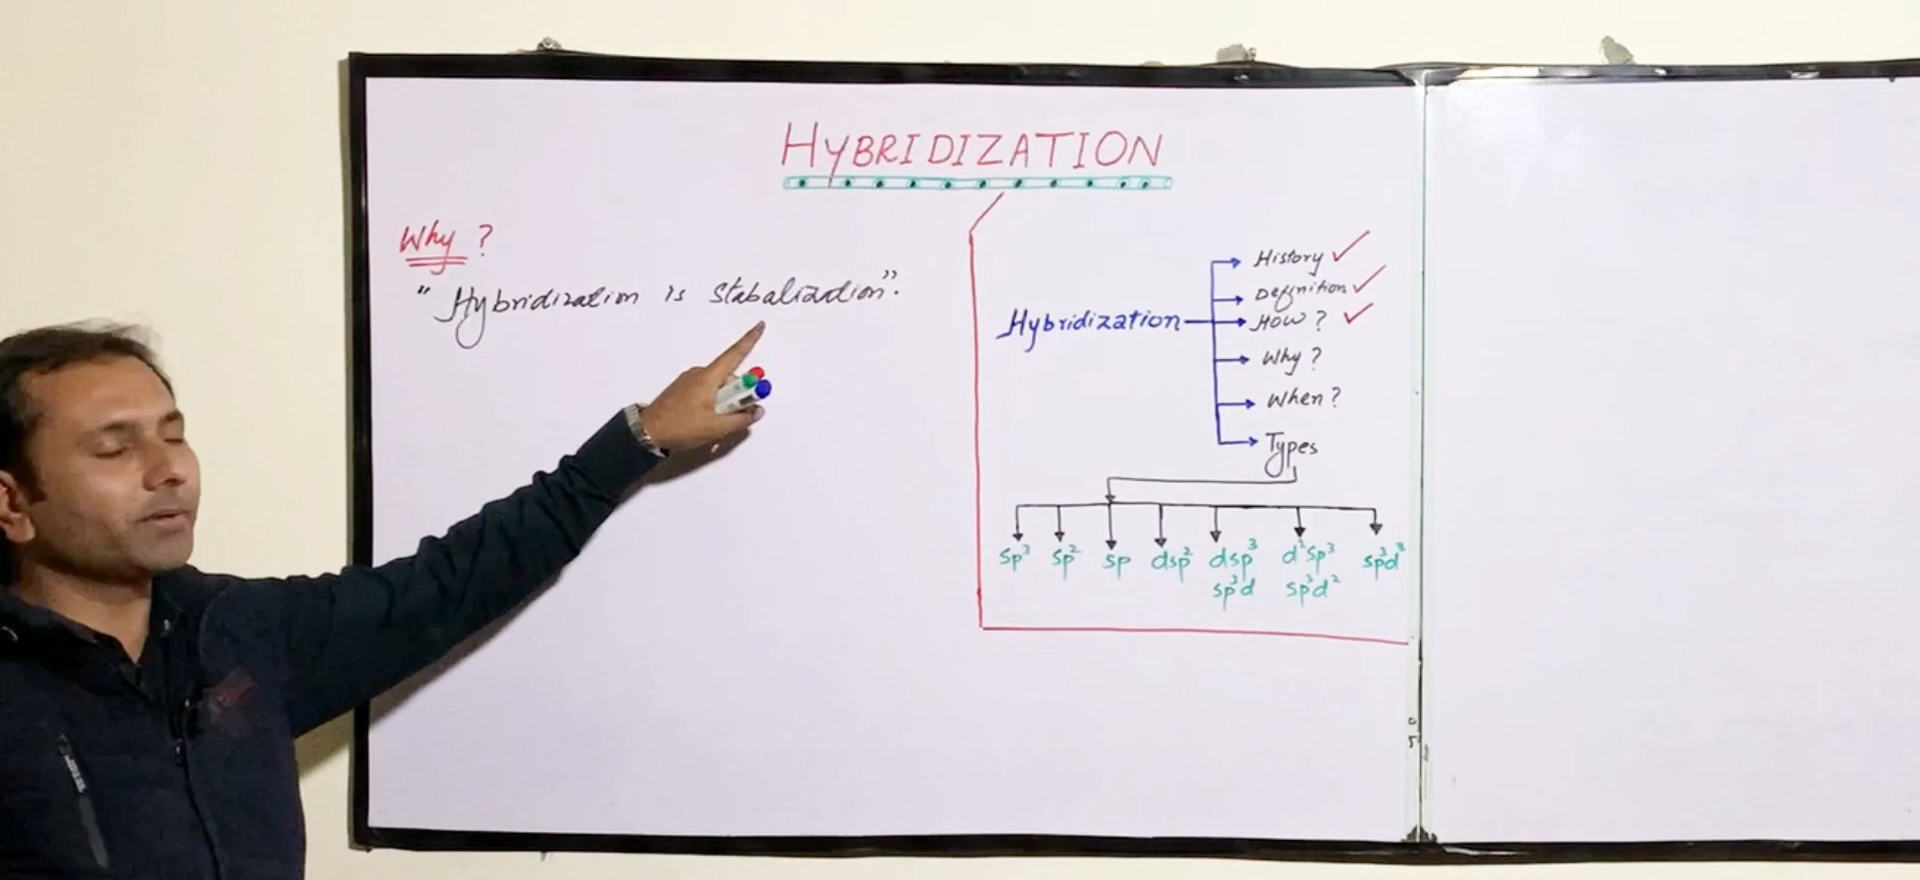 HYBRIDIZATION
Why?
"Hybridization is Stabalization".
Hybridization
History ✓
Definition ✓
How? ✓
Why?
When?
Types
sp³ sp² sp dsp² dsp³ d²sp³ sp³d³
sp³d sp³d²